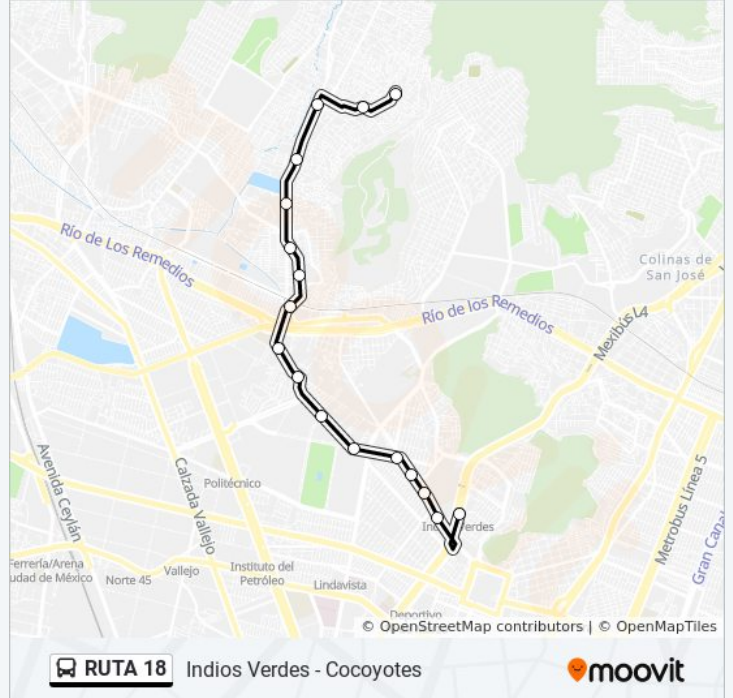 Río de Los Remedios
Colinas de
San José
Río de los Remedios
Mexibús L4
Avenida Ceylán
Calzada Vallejo
Politécnico
Metrobus Línea 5
Gran Canal
Indios Verdes
Ferrería/Arena
udad de México
Norte 45
Vallejo
Instituto del
Petróleo
Lindavista
Deportivo
© OpenStreetMap contributors | © OpenMapTiles
RUTA 18
Indios Verdes - Cocoyotes
moovit